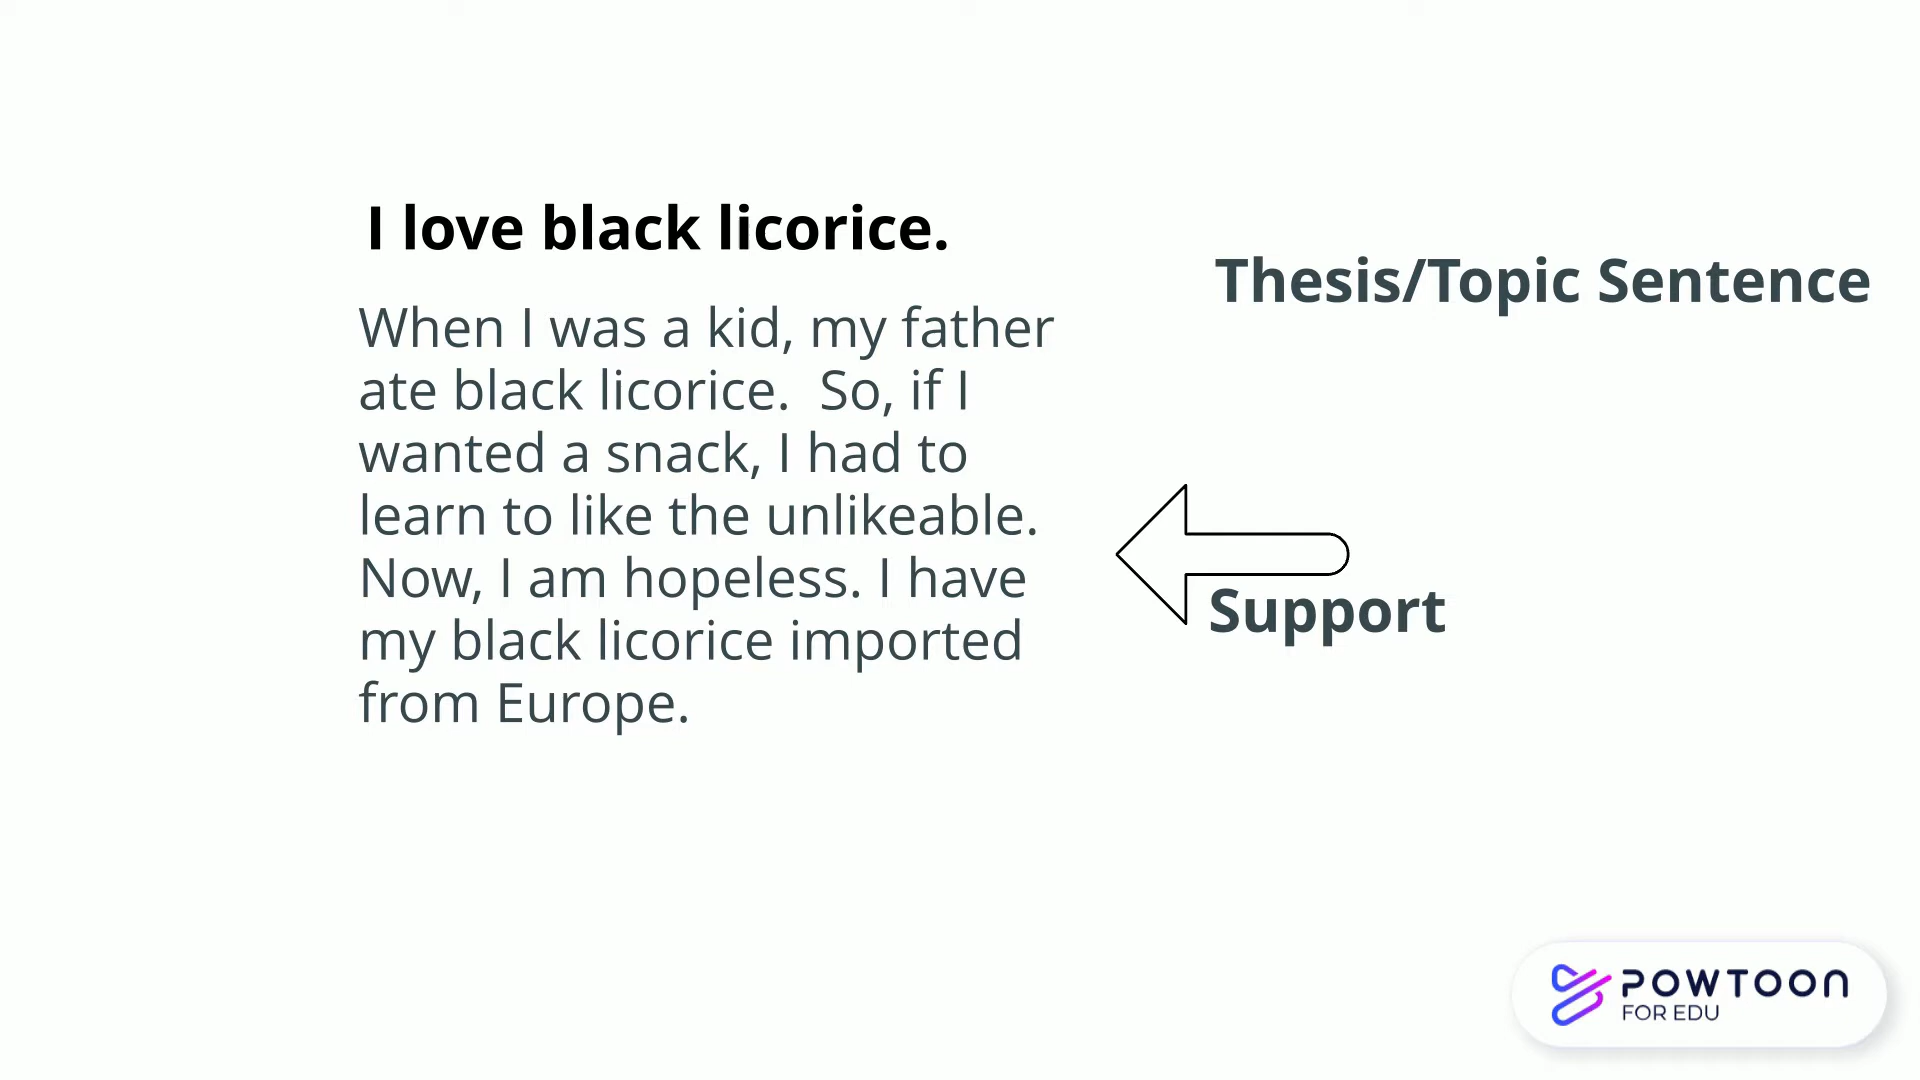 I love black licorice.
Thesis/Topic Sentence
When I was a kid, my father
ate black licorice.  So, if I
wanted a snack, I had to
learn to like the unlikeable.
Now, I am hopeless. I have
my black licorice imported
from Europe.
Support
POWTOON
FOR EDU